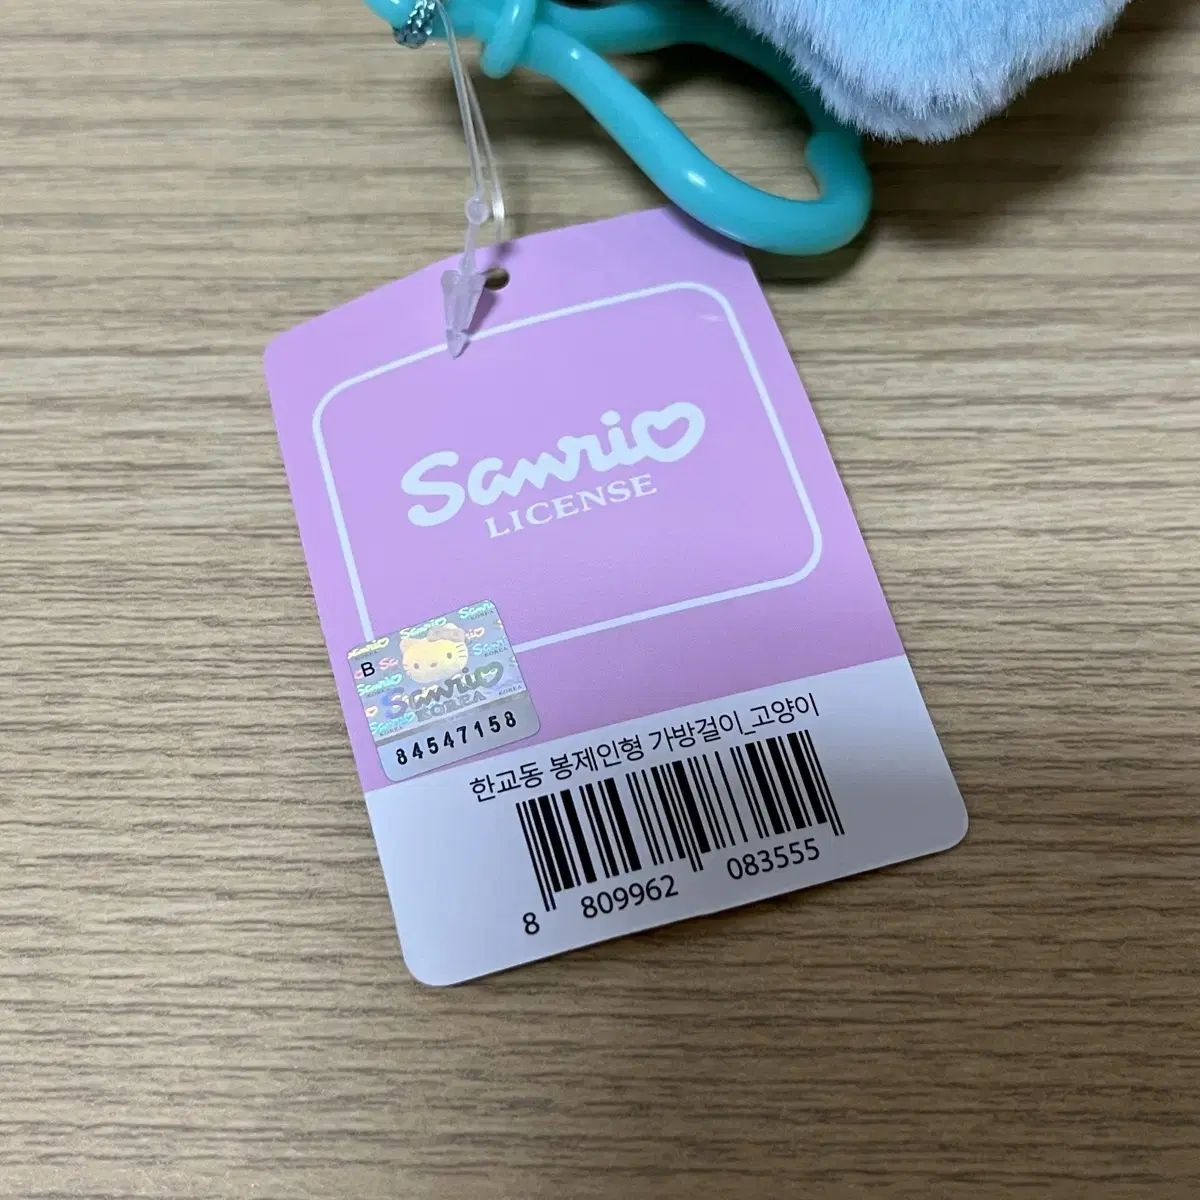 Sanrio
LICENSE
B
Sanrio
KOREA
84547158
한교동 봉제인형 가방걸이_고양이
8 809962 083555